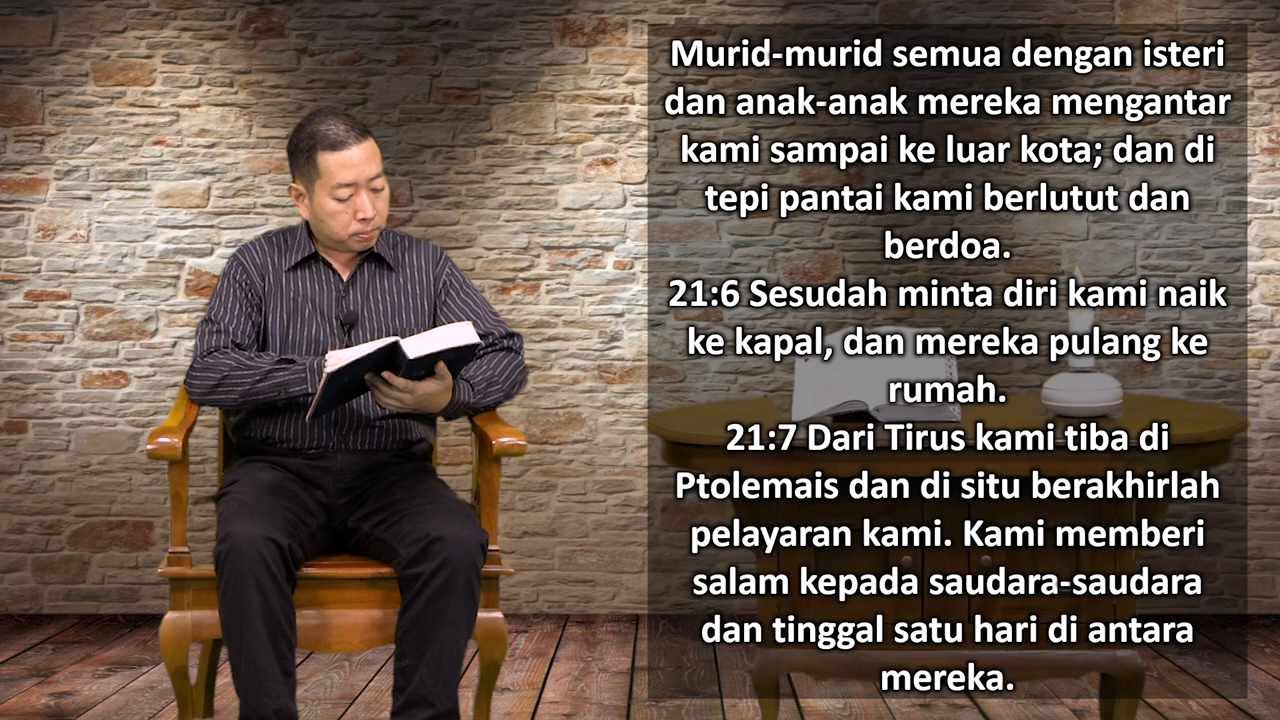 Murid-murid semua dengan isteri
dan anak-anak mereka mengantar
kami sampai ke luar kota; dan di
tepi pantai kami berlutut dan
berdoa.
21:6 Sesudah minta diri kami naik
ke kapal, dan mereka pulang ke
rumah.
21:7 Dari Tirus kami tiba di
Ptolemais dan di situ berakhirlah
pelayaran kami. Kami memberi
salam kepada saudara-saudara
dan tinggal satu hari di antara
mereka.